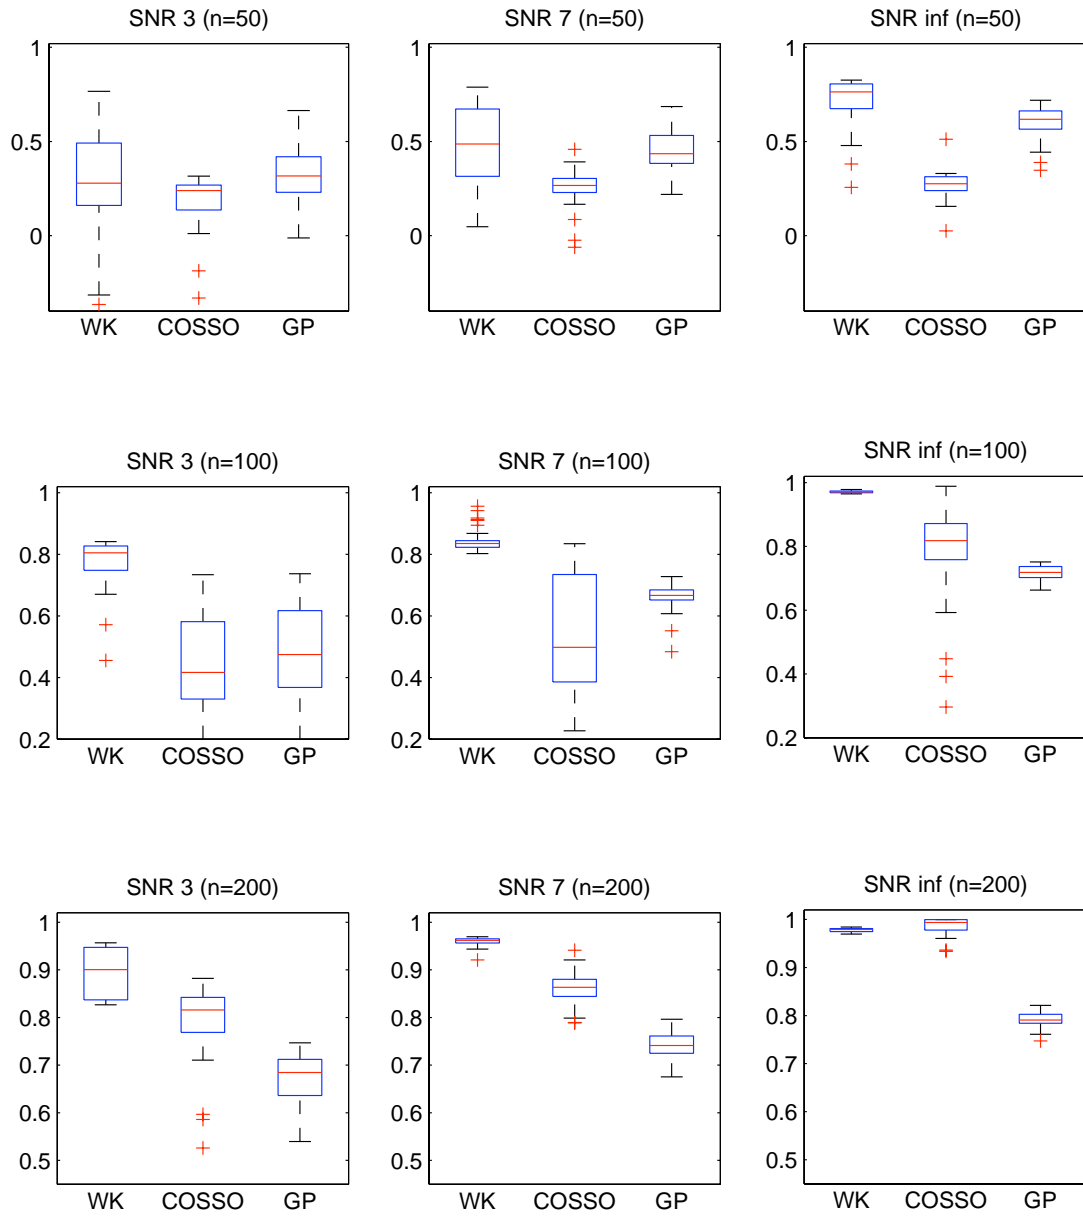 SNR 3 (n=50)
1
0.5
0
WK COSSO GP
SNR 7 (n=50)
1
0.5
0
WK COSSO GP
SNR inf (n=50)
1
0.5
0
WK COSSO GP
SNR 3 (n=100)
1
0.8
0.6
0.4
0.2
WK COSSO GP
SNR 7 (n=100)
1
0.8
0.6
0.4
0.2
WK COSSO GP
SNR inf (n=100)
1
0.8
0.6
0.4
0.2
WK COSSO GP
SNR 3 (n=200)
1
0.9
0.8
0.7
0.6
0.5
WK COSSO GP
SNR 7 (n=200)
1
0.9
0.8
0.7
0.6
0.5
WK COSSO GP
SNR inf (n=200)
1
0.9
0.8
0.7
0.6
0.5
WK COSSO GP